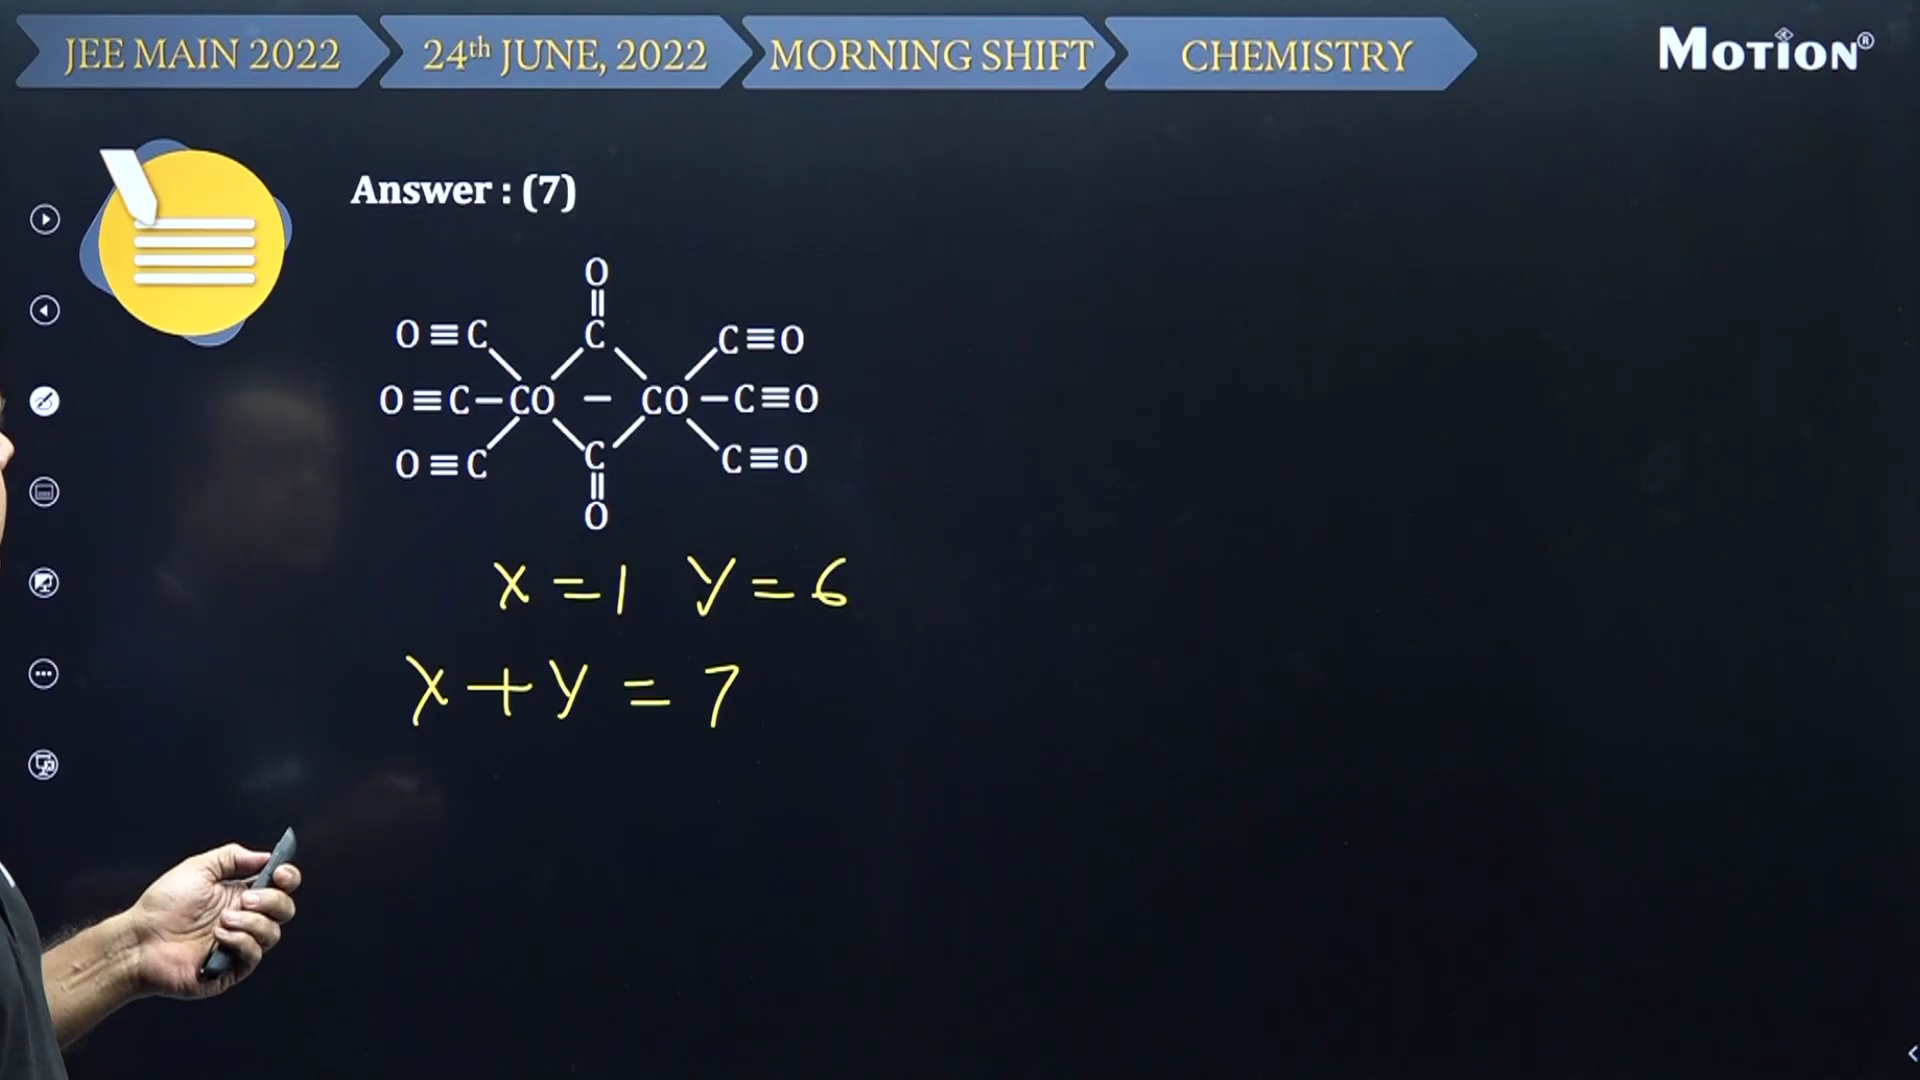 JEE MAIN 2022 24th JUNE, 2022 MORNING SHIFT CHEMISTRY MOTION®
Answer : (7)
O
||
O≡C C C≡O
O≡C—CO — CO—C≡O
O≡C C C≡O
||
O
x = 1 y = 6
x + y = 7